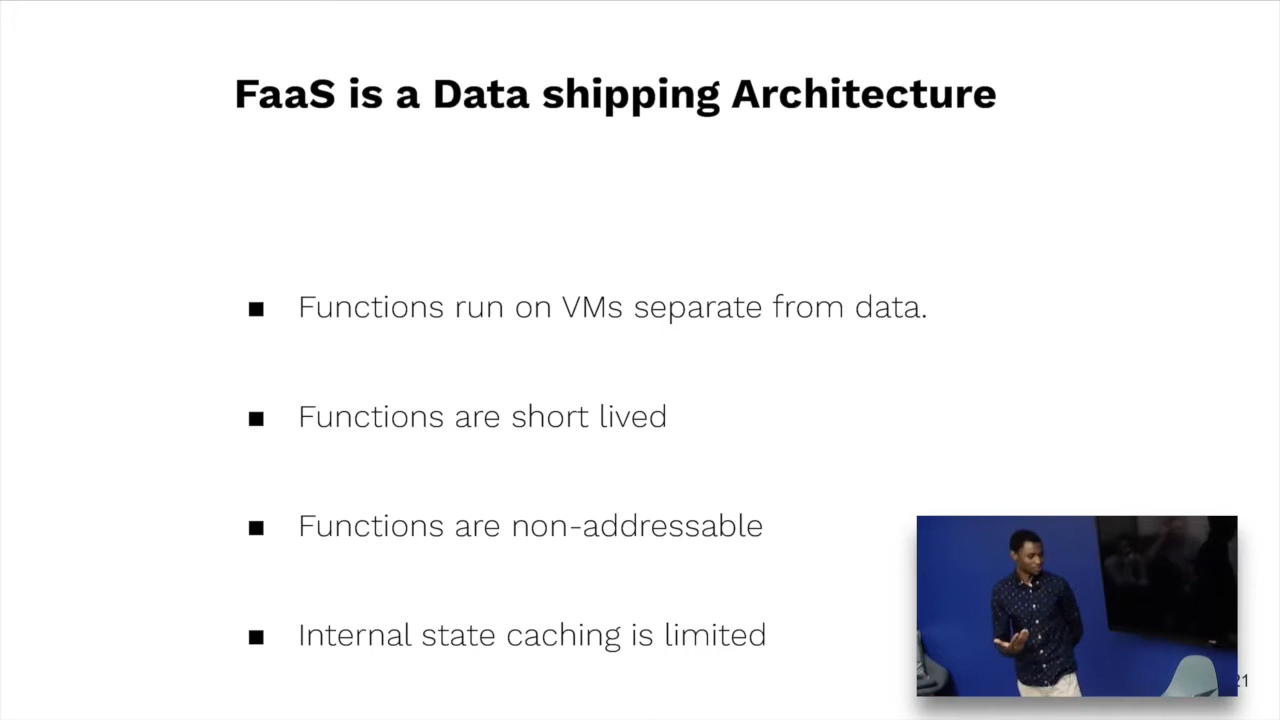 FaaS is a Data shipping Architecture
■ Functions run on VMs separate from data.
■ Functions are short lived
■ Functions are non-addressable
■ Internal state caching is limited
21